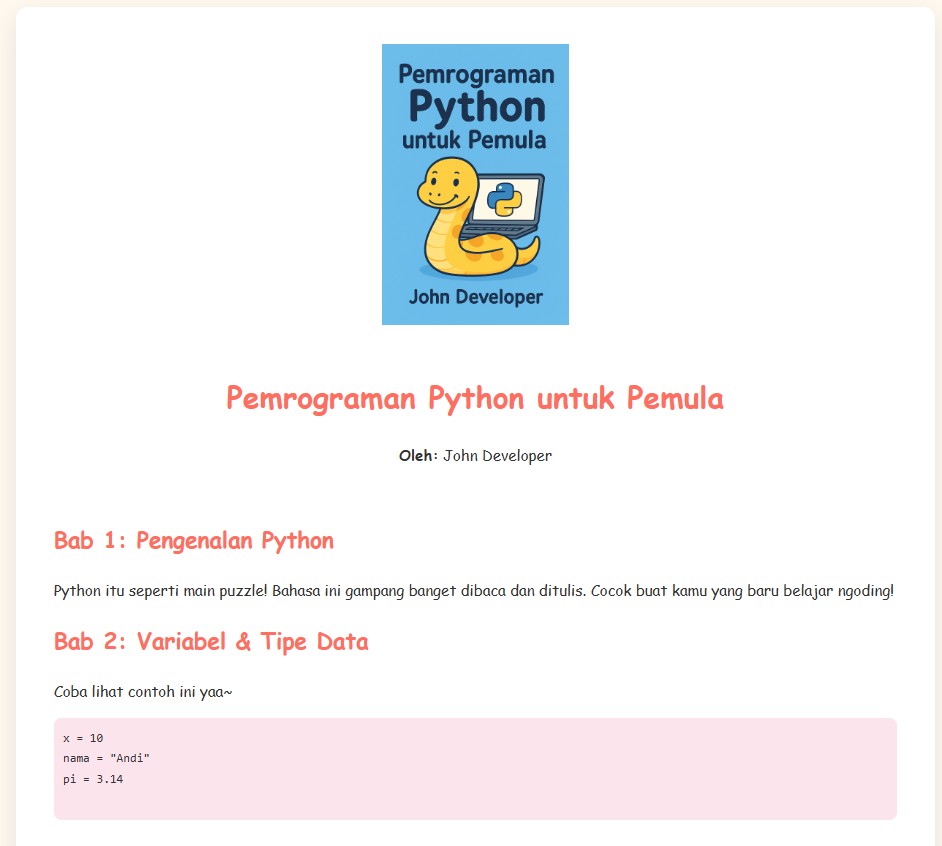 Pemrograman
Python
untuk Pemula
John Developer
Pemrograman Python untuk Pemula
Oleh: John Developer
Bab 1: Pengenalan Python
Python itu seperti main puzzle! Bahasa ini gampang banget dibaca dan ditulis. Cocok buat kamu yang baru belajar ngoding!
Bab 2: Variabel & Tipe Data
Coba lihat contoh ini yaa~
x = 10
nama = "Andi"
pi = 3.14